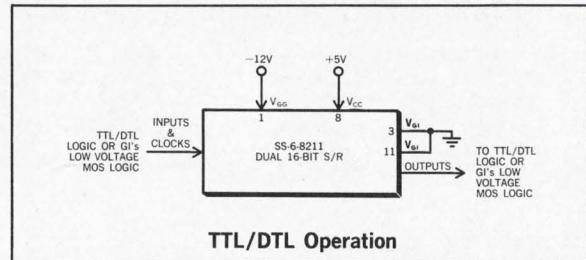 −12V
+5V
VGG
VCC
1
8
TTL/DTL
LOGIC OR GI's
LOW VOLTAGE
MOS LOGIC
INPUTS
&
CLOCKS
SS-6-8211
DUAL 16-BIT S/R
3
VGI
11
VGI
OUTPUTS
TO TTL/DTL
LOGIC OR
GI's LOW
VOLTAGE
MOS LOGIC
TTL/DTL Operation